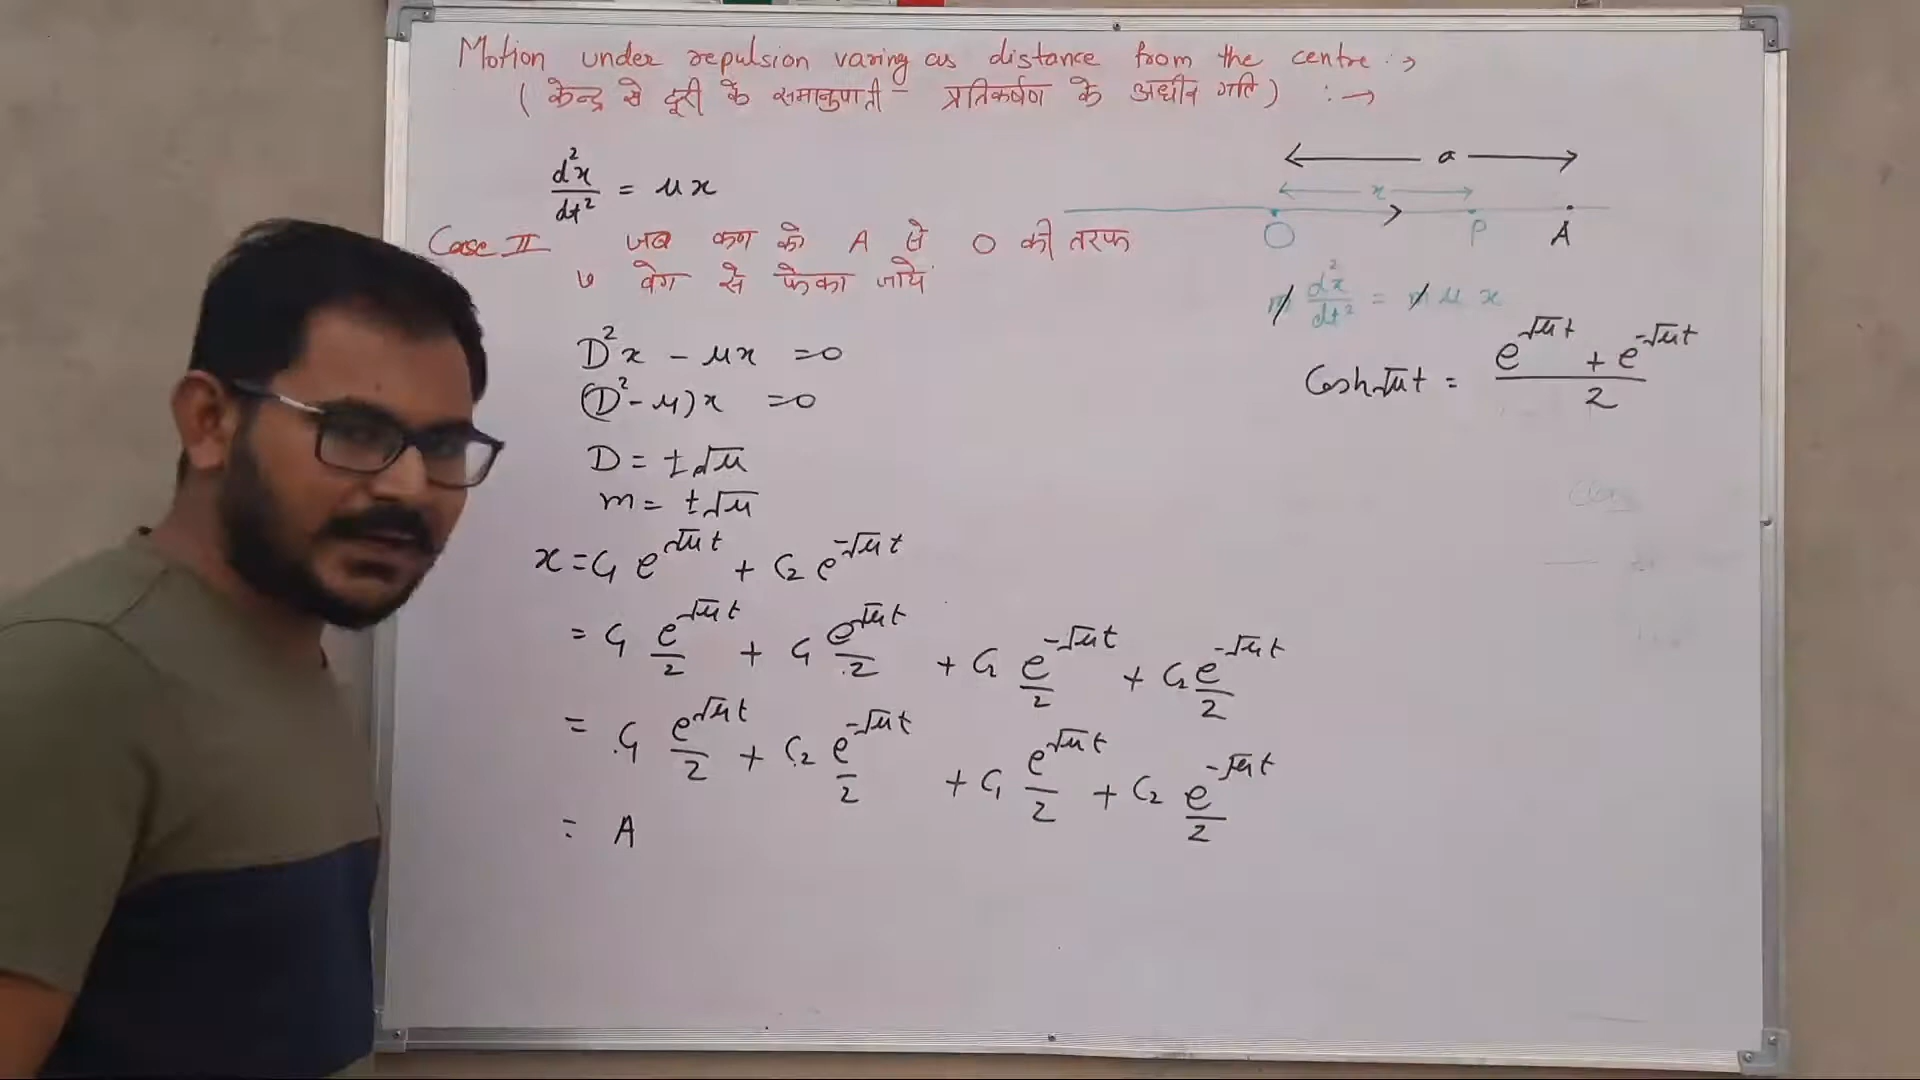 Motion under repulsion varing as distance from the centre :→
( केन्द्र से दूरी के समानुपाती प्रतिकर्षण के अधीन गति ) :→
d²x/dt² = μx
a
x
O P A
Case II जब कण को A से O की तरफ
v वेग से फेका जाये
m d²x/dt² = m μ x
D²x - μx = 0
(D² - μ)x = 0
Cosh√μt = (e^{√μt} + e^{-√μt})/2
D = ±√μ
m = ±√μ
x = C₁ e^{√μt} + C₂ e^{-√μt}
= C₁ e^{√μt}/2 + C₁ e^{√μt}/2 + C₂ e^{-√μt}/2 + C₂ e^{-√μt}/2
= C₁ e^{√μt}/2 + C₂ e^{-√μt}/2 + C₁ e^{√μt}/2 + C₂ e^{-√μt}/2
= A